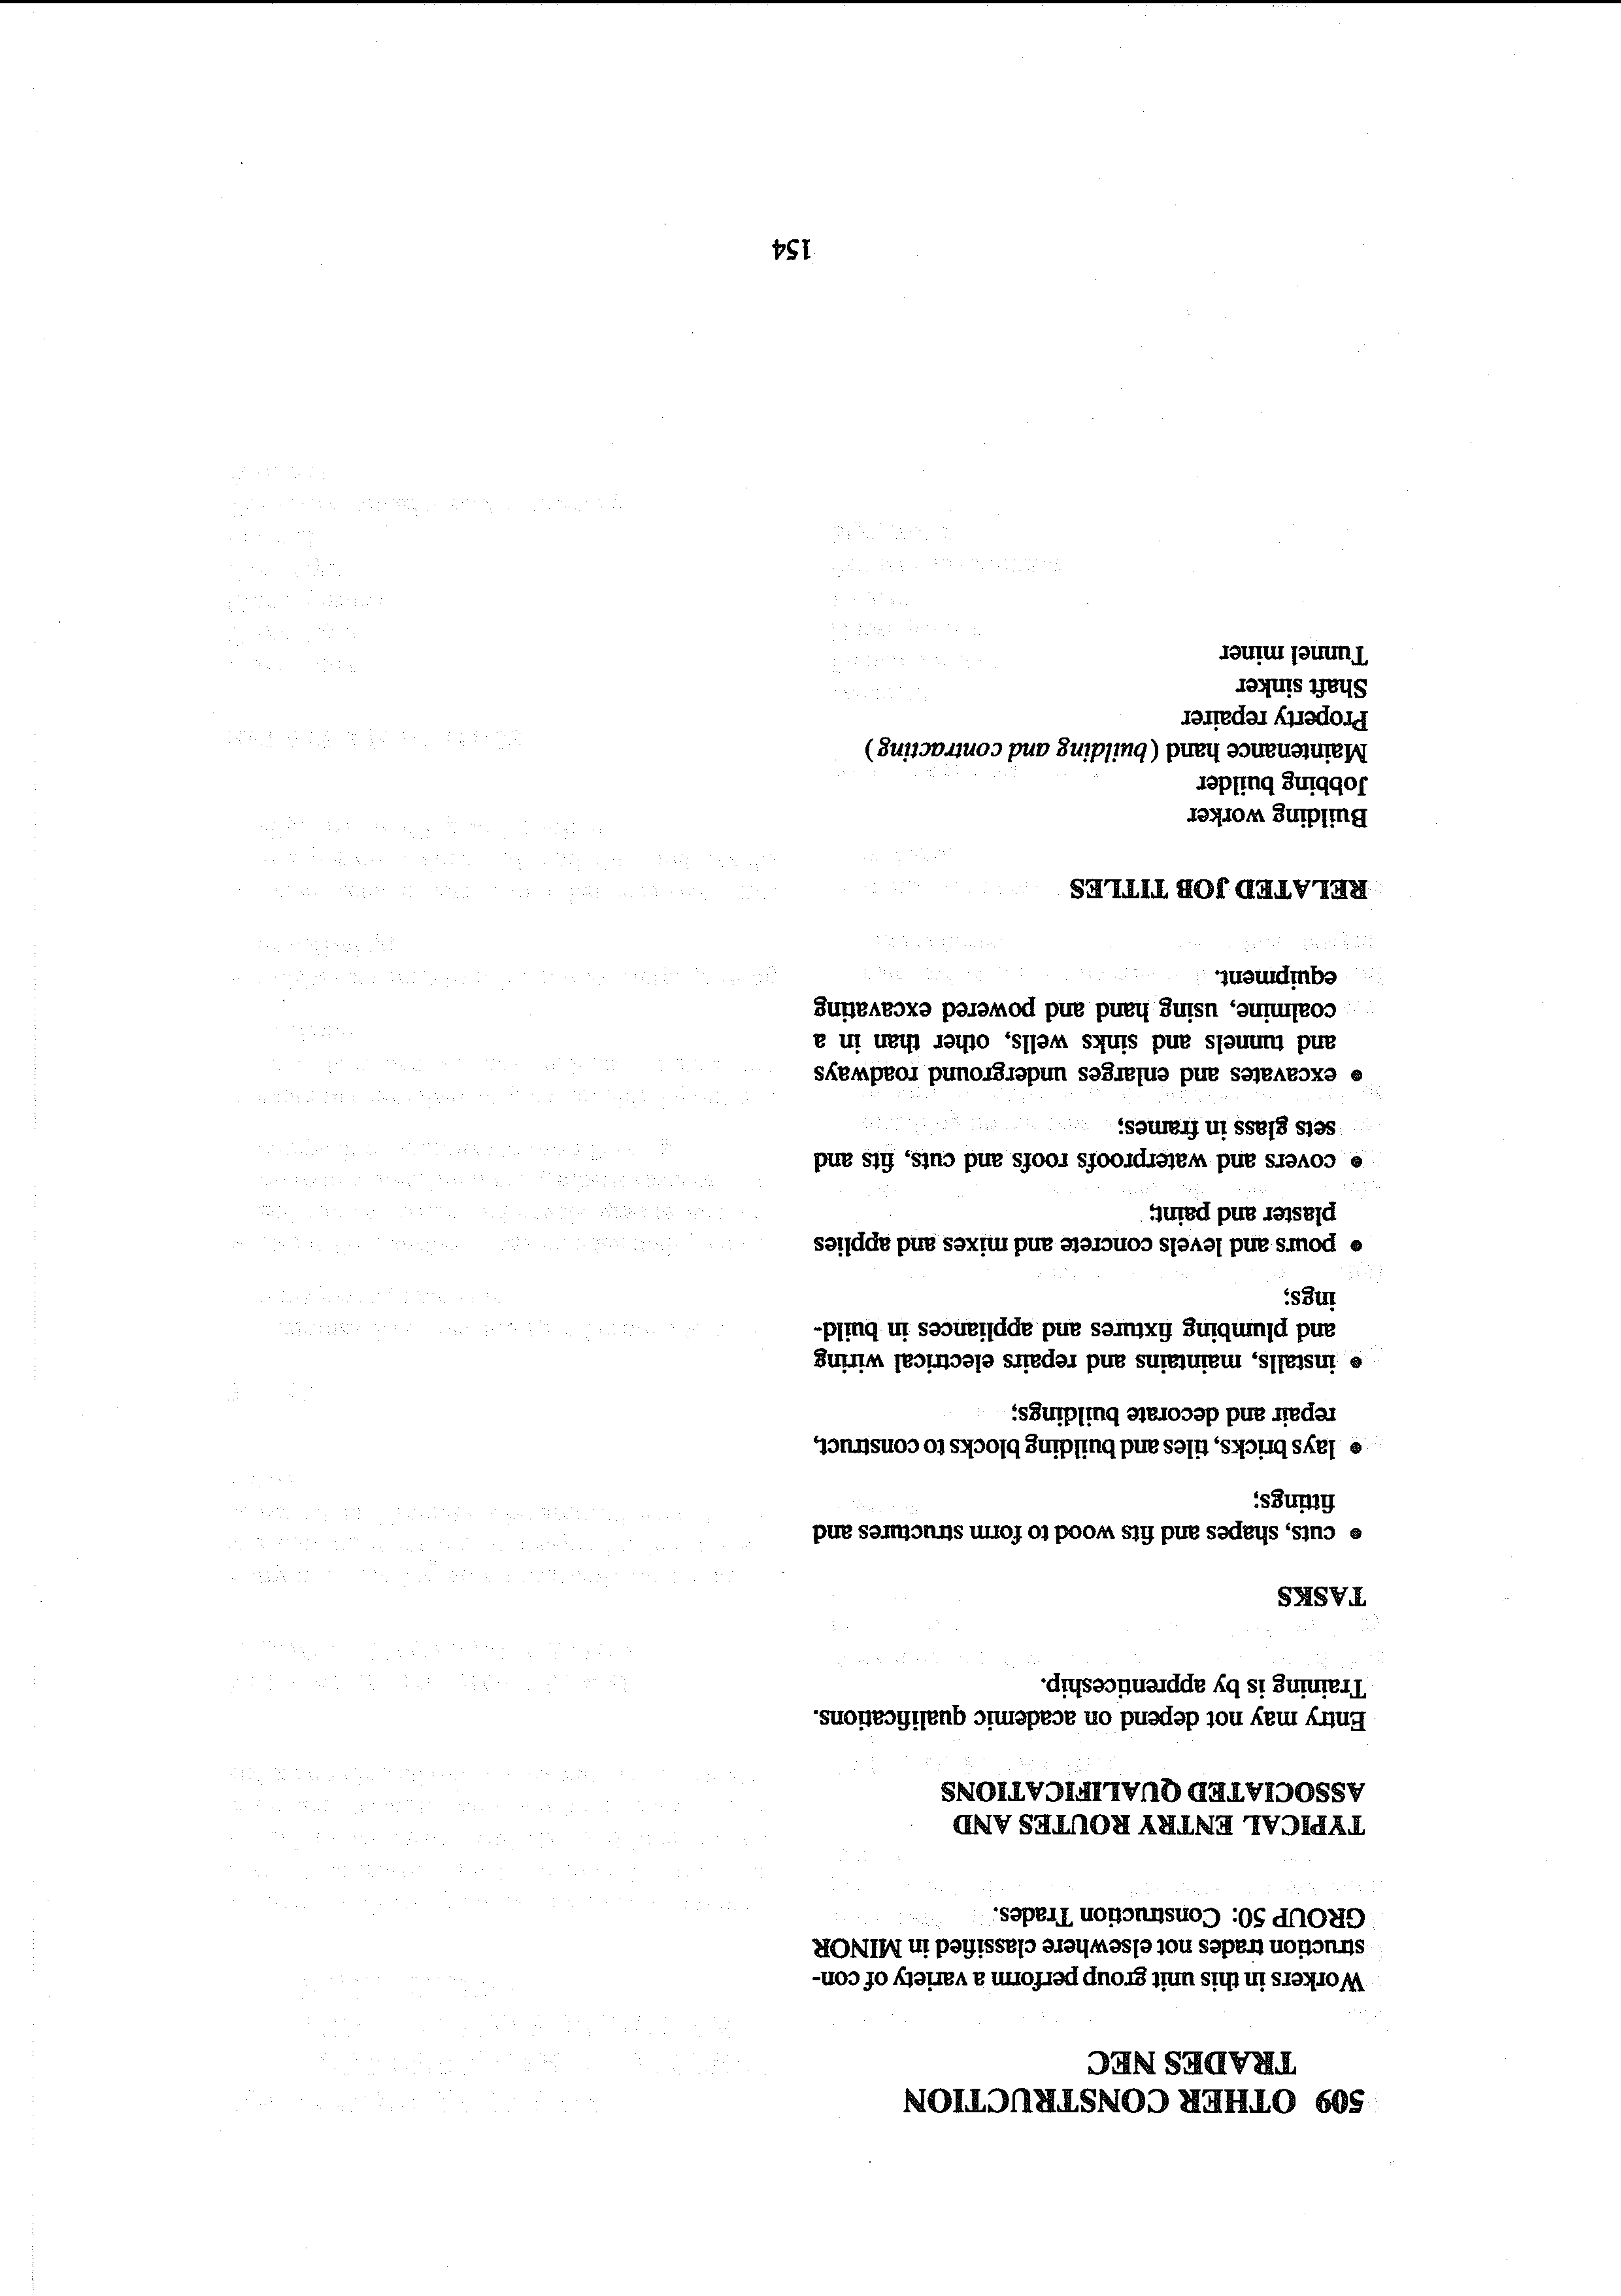 509 OTHER CONSTRUCTION
TRADES NEC
Workers in this unit group perform a variety of con-
struction trades not elsewhere classified in MINOR
GROUP 50: Construction Trades.
TYPICAL ENTRY ROUTES AND
ASSOCIATED QUALIFICATIONS
Entry may not depend on academic qualifications.
Training is by apprenticeship.
TASKS
● cuts, shapes and fits wood to form structures and
fittings;
● lays bricks, tiles and building blocks to construct,
repair and decorate buildings;
● installs, maintains and repairs electrical wiring
and plumbing fixtures and appliances in build-
ings;
● pours and levels concrete and mixes and applies
plaster and paint;
● covers and waterproofs roofs and cuts, fits and
sets glass in frames;
● excavates and enlarges underground roadways
and tunnels and sinks wells, other than in a
coalmine, using hand and powered excavating
equipment.
RELATED JOB TITLES
Building worker
Jobbing builder
Maintenance hand (building and contracting)
Property repairer
Shaft sinker
Tunnel miner
154